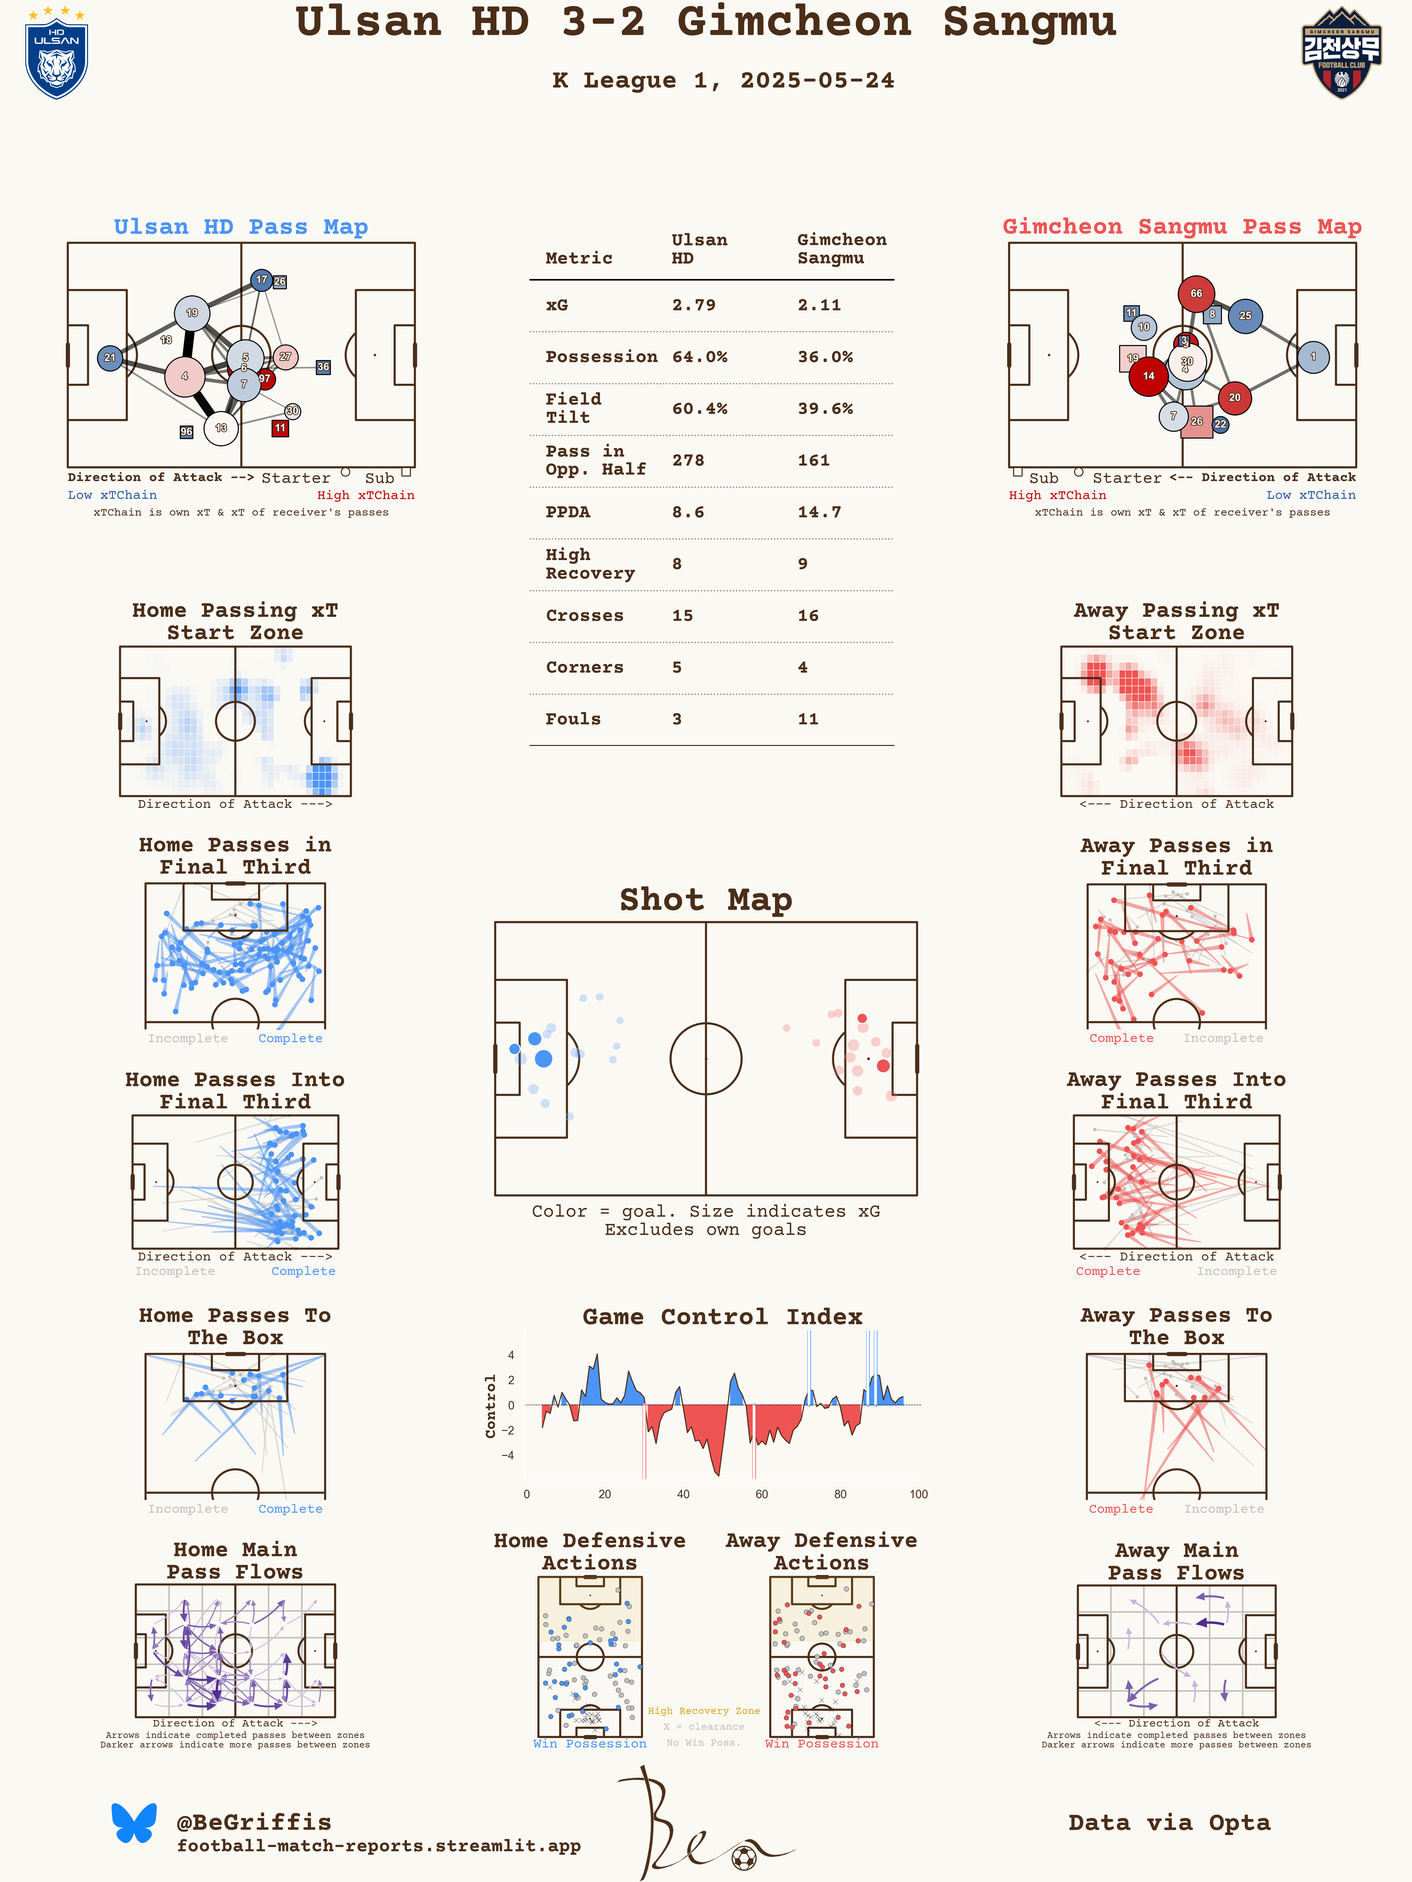 Ulsan HD 3-2 Gimcheon Sangmu
K League 1, 2025-05-24
HD
ULSAN
GIMCHEON SANGMU
김천상무
FOOTBALL CLUB
2021
Ulsan HD Pass Map
17
26
19
18
21
5
6
27
36
4
97
7
30
96
13
11
Direction of Attack --> Starter Sub
Low xTChain High xTChain
xTChain is own xT & xT of receiver's passes
Metric Ulsan HD Gimcheon Sangmu
xG 2.79 2.11
Possession 64.0% 36.0%
Field Tilt 60.4% 39.6%
Pass in Opp. Half 278 161
PPDA 8.6 14.7
High Recovery 8 9
Crosses 15 16
Corners 5 4
Fouls 3 11
Gimcheon Sangmu Pass Map
66
11
10
8
25
3
19
30
1
14
4
20
7
26
22
Sub Starter <-- Direction of Attack
High xTChain Low xTChain
xTChain is own xT & xT of receiver's passes
Home Passing xT
Start Zone
Direction of Attack --->
Away Passing xT
Start Zone
<--- Direction of Attack
Home Passes in
Final Third
Incomplete Complete
Away Passes in
Final Third
Complete Incomplete
Shot Map
Color = goal. Size indicates xG
Excludes own goals
Home Passes Into
Final Third
Direction of Attack --->
Incomplete Complete
Away Passes Into
Final Third
<--- Direction of Attack
Complete Incomplete
Home Passes To
The Box
Incomplete Complete
Game Control Index
Control
4
2
0
−2
−4
0 20 40 60 80 100
Away Passes To
The Box
Complete Incomplete
Home Main
Pass Flows
Direction of Attack --->
Arrows indicate completed passes between zones
Darker arrows indicate more passes between zones
Home Defensive
Actions
Win Possession
High Recovery Zone
X = clearance
No Win Poss.
Away Defensive
Actions
Win Possession
Away Main
Pass Flows
<--- Direction of Attack
Arrows indicate completed passes between zones
Darker arrows indicate more passes between zones
@BeGriffis
football-match-reports.streamlit.app
Ben
Data via Opta